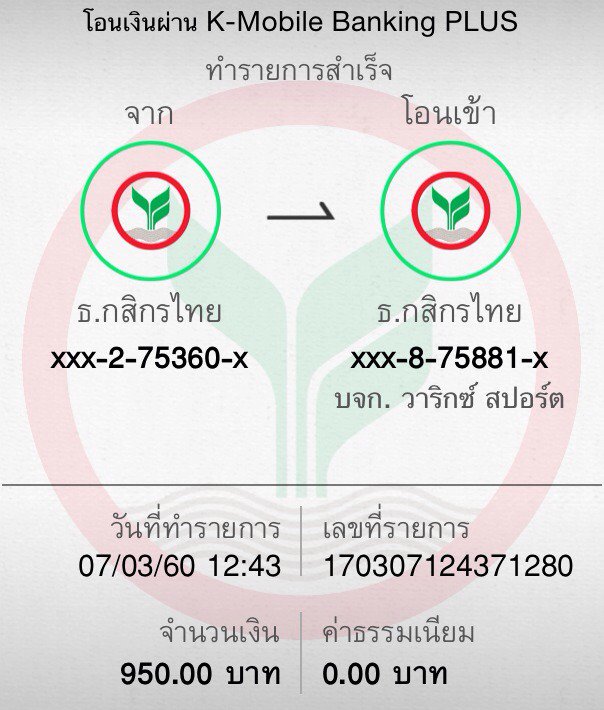 โอนเงินผ่าน K-Mobile Banking PLUS
ทำรายการสำเร็จ
จาก
โอนเข้า
ธ.กสิกรไทย
ธ.กสิกรไทย
xxx-2-75360-x
xxx-8-75881-x
บจก. วาริกซ์ สปอร์ต
วันที่ทำรายการ
เลขที่รายการ
07/03/60 12:43
170307124371280
จำนวนเงิน
ค่าธรรมเนียม
950.00 บาท
0.00 บาท